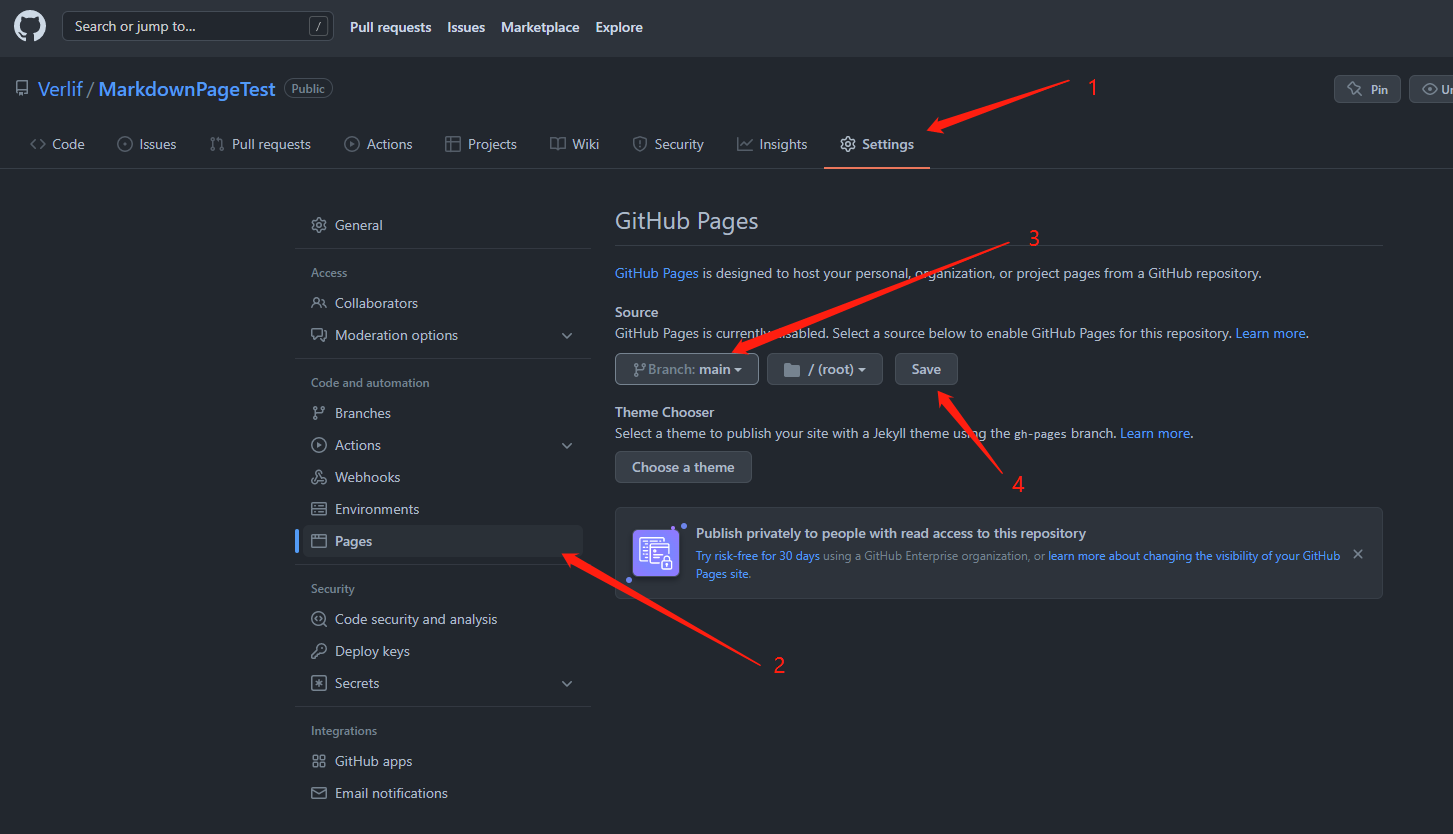 Search or jump to... /
Pull requests Issues Marketplace Explore
Verlif / MarkdownPageTest Public
Pin
1
Code Issues Pull requests Actions Projects Wiki Security Insights Settings
General
Access
Collaborators
Moderation options
Code and automation
Branches
Actions
Webhooks
Environments
Pages
2
Security
Code security and analysis
Deploy keys
Secrets
Integrations
GitHub apps
Email notifications
GitHub Pages
3
GitHub Pages is designed to host your personal, organization, or project pages from a GitHub repository.
Source
GitHub Pages is currently disabled. Select a source below to enable GitHub Pages for this repository. Learn more.
Branch: main / (root) Save
Theme Chooser
Select a theme to publish your site with a Jekyll theme using the gh-pages branch. Learn more.
Choose a theme
4
Publish privately to people with read access to this repository
Try risk-free for 30 days using a GitHub Enterprise organization, or learn more about changing the visibility of your GitHub
Pages site.